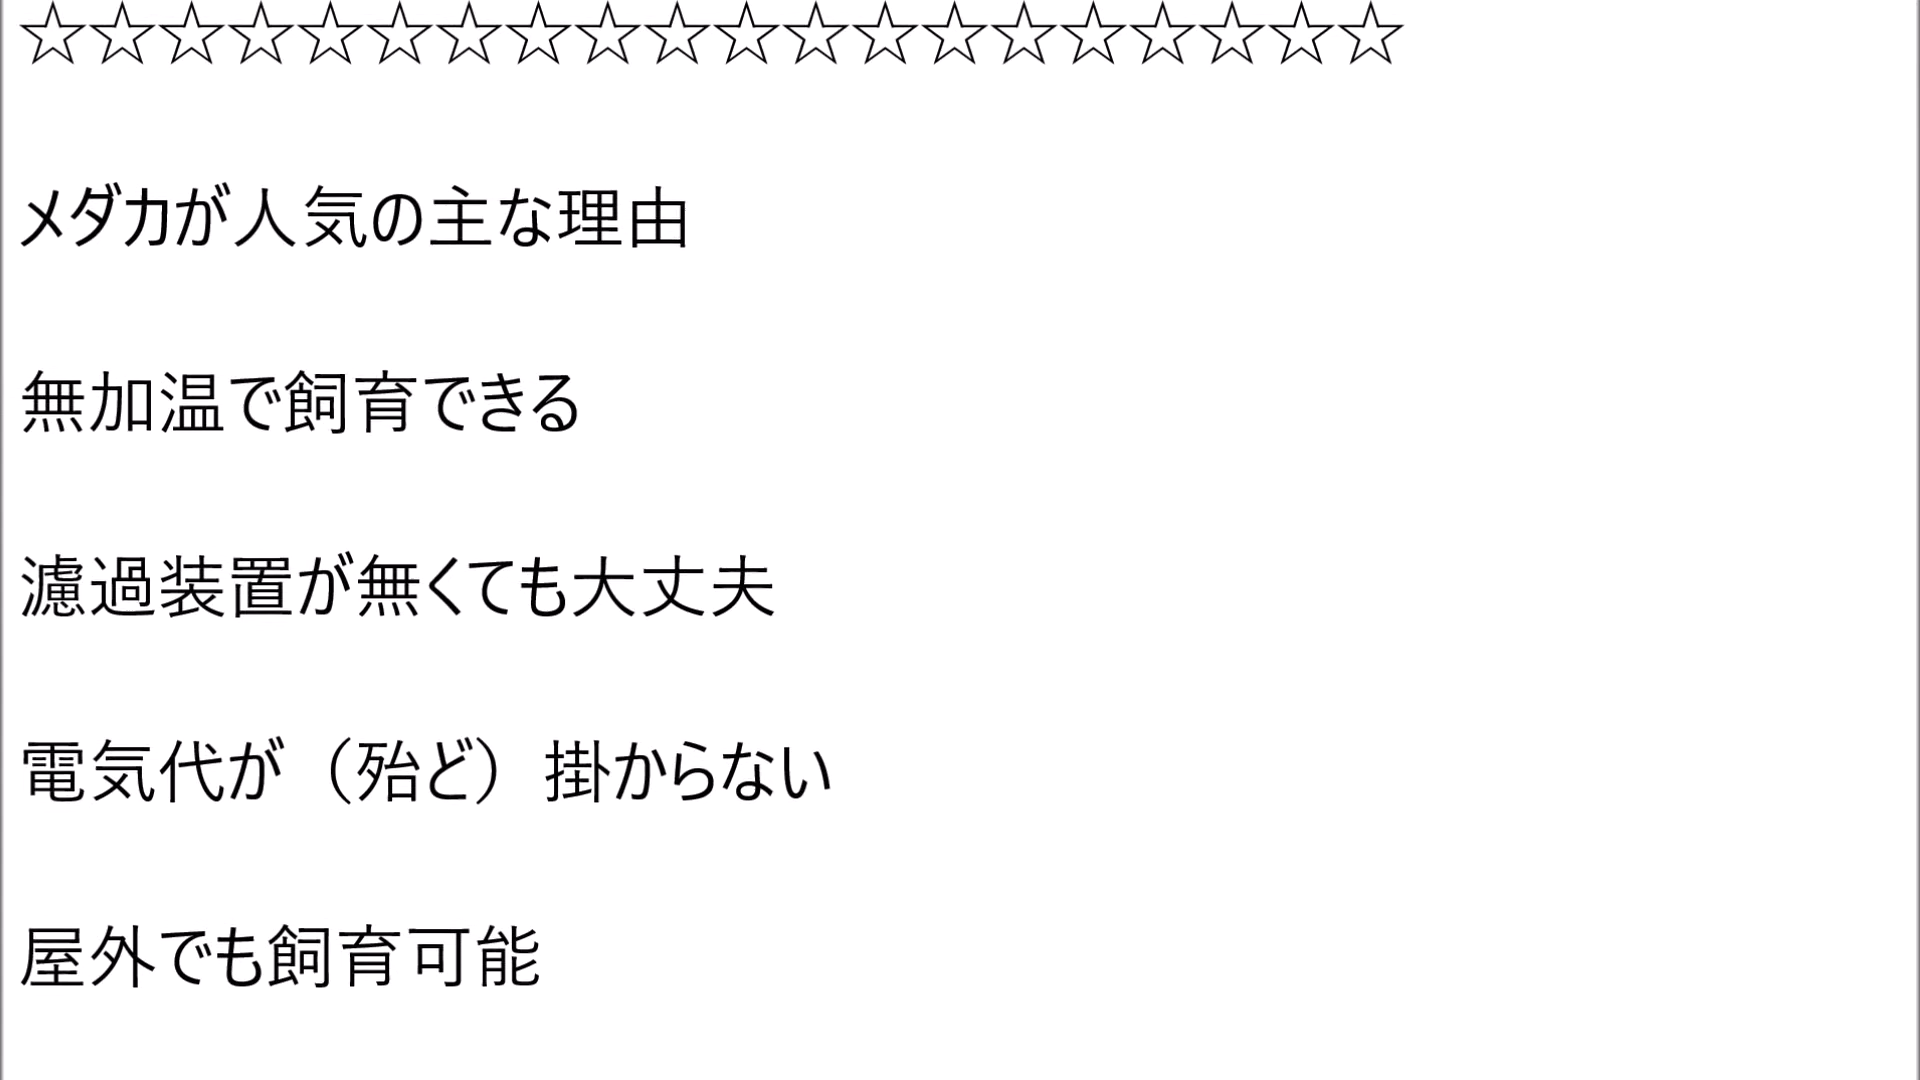 ☆☆☆☆☆☆☆☆☆☆☆☆☆☆☆☆☆☆☆☆
メダカが人気の主な理由
無加温で飼育できる
濾過装置が無くても大丈夫
電気代が（殆ど）掛からない
屋外でも飼育可能